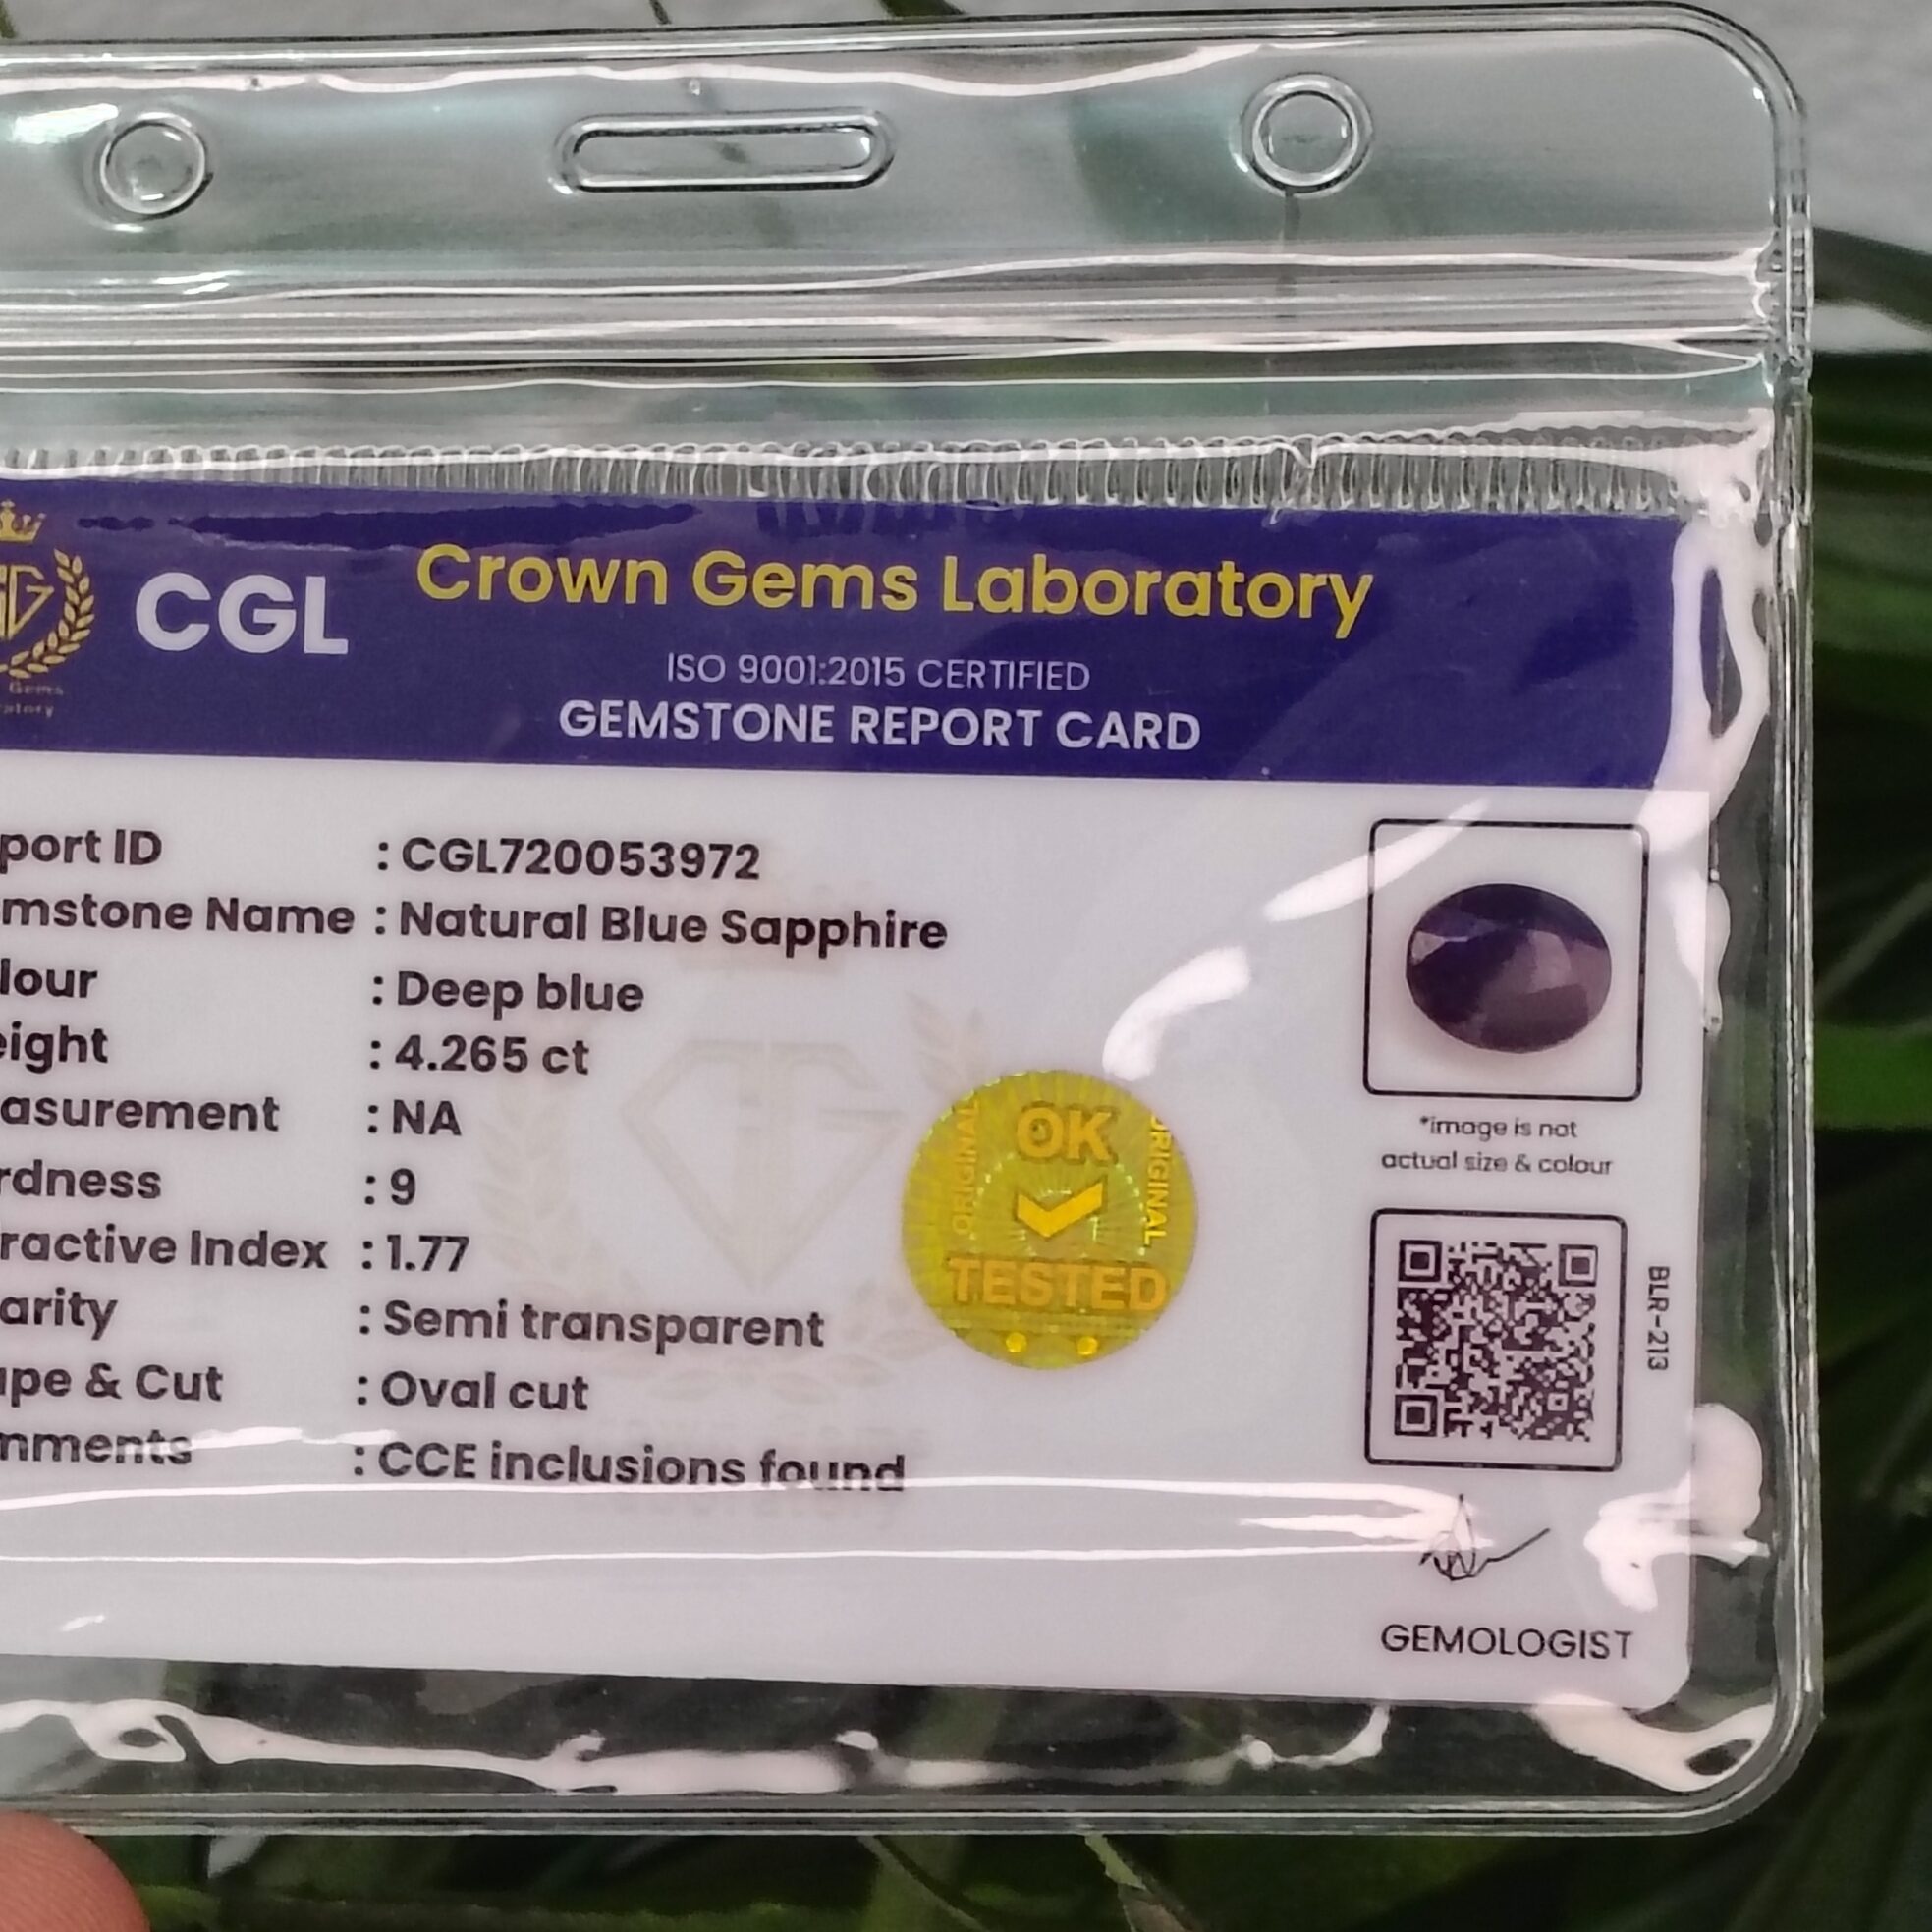 CGL
Crown Gems Laboratory
ISO 9001:2015 CERTIFIED
GEMSTONE REPORT CARD
Gems
port ID : CGL720053972
mstone Name : Natural Blue Sapphire
lour : Deep blue
eight : 4.265 ct
asurement : NA
rdness : 9
ractive Index : 1.77
arity : Semi transparent
ape & Cut : Oval cut
mments : CCE inclusions found
ORIGINAL
OK
ORIGINAL
TESTED
*image is not
actual size & colour
BLR-213
GEMOLOGIST